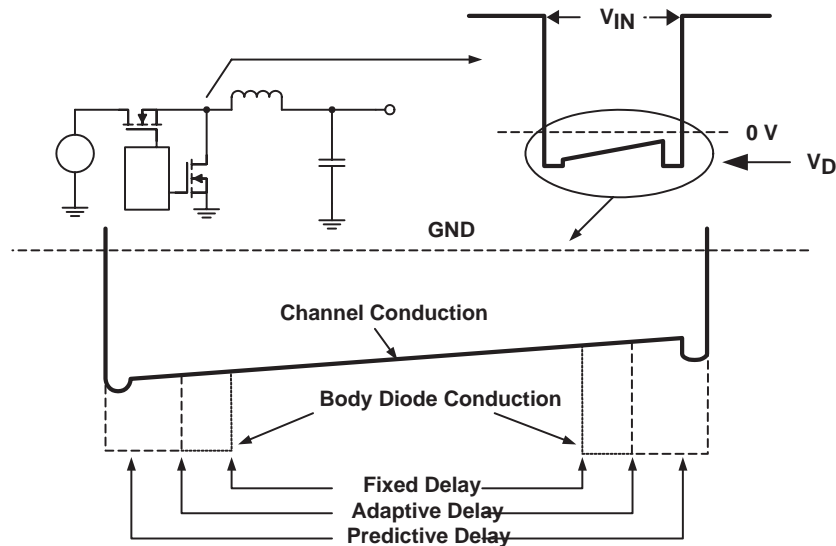 VIN
0 V
VD
GND
Channel Conduction
Body Diode Conduction
Fixed Delay
Adaptive Delay
Predictive Delay